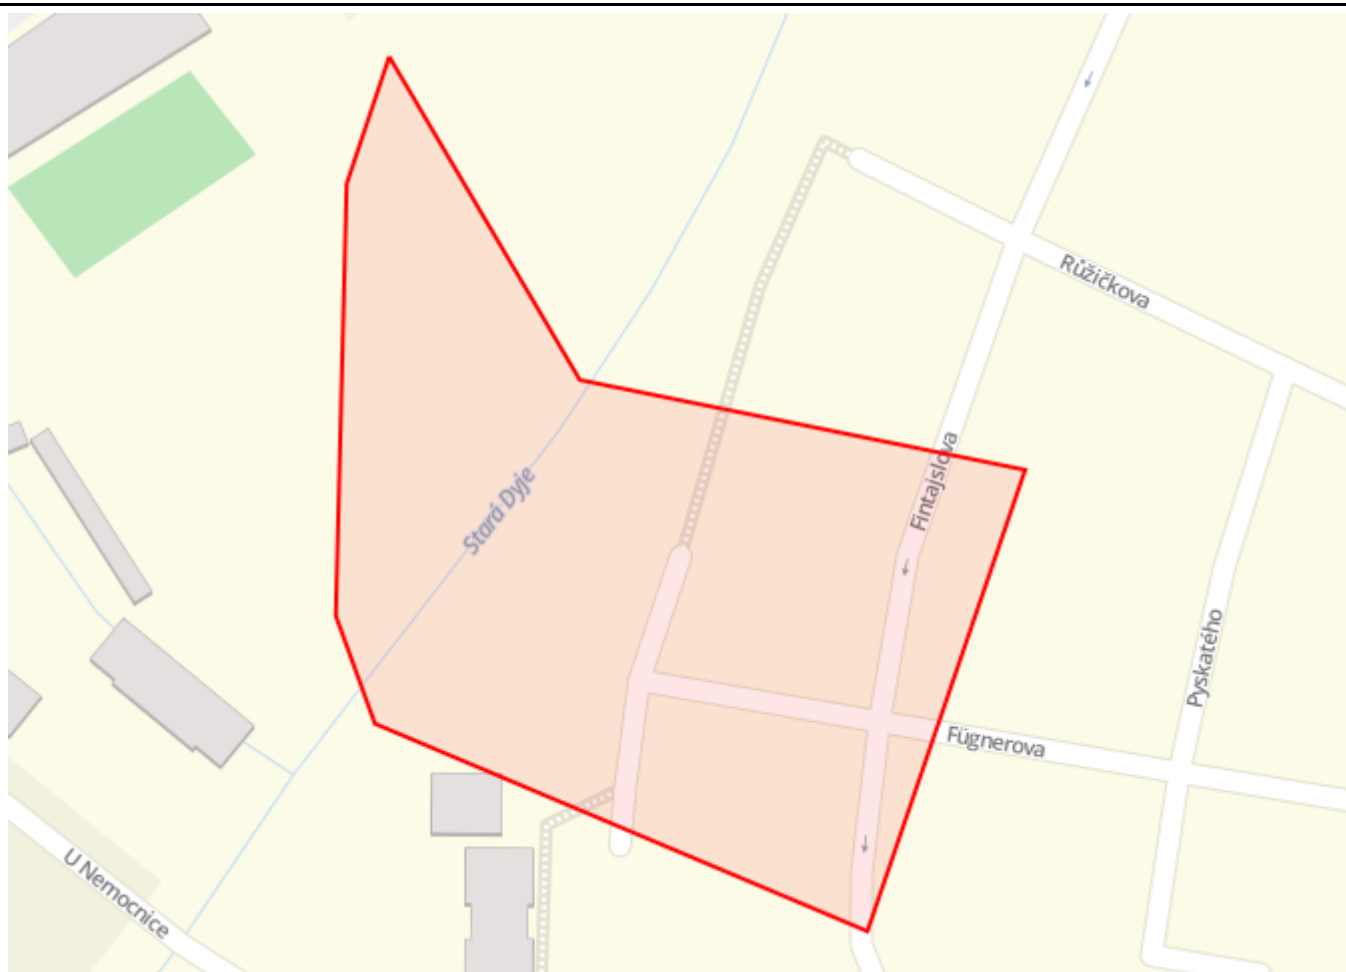 Růžičkova
Fintajslova
Stará Dyje
Pyskatého
Fügnerova
U Nemocnice